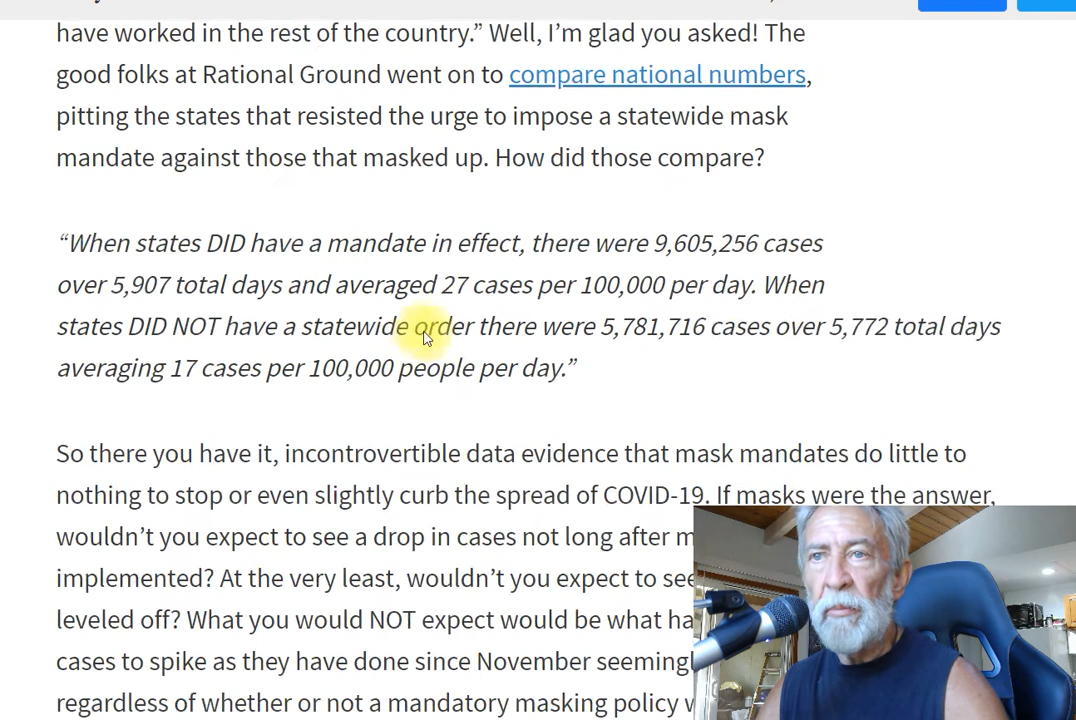 have worked in the rest of the country.” Well, I’m glad you asked! The
good folks at Rational Ground went on to compare national numbers,
pitting the states that resisted the urge to impose a statewide mask
mandate against those that masked up. How did those compare?
“When states DID have a mandate in effect, there were 9,605,256 cases
over 5,907 total days and averaged 27 cases per 100,000 per day. When
states DID NOT have a statewide order there were 5,781,716 cases over 5,772 total days
averaging 17 cases per 100,000 people per day.”
So there you have it, incontrovertible data evidence that mask mandates do little to
nothing to stop or even slightly curb the spread of COVID-19. If masks were the answer,
wouldn’t you expect to see a drop in cases not long after m
implemented? At the very least, wouldn’t you expect to see
leveled off? What you would NOT expect would be what ha
cases to spike as they have done since November seemingl
regardless of whether or not a mandatory masking policy w